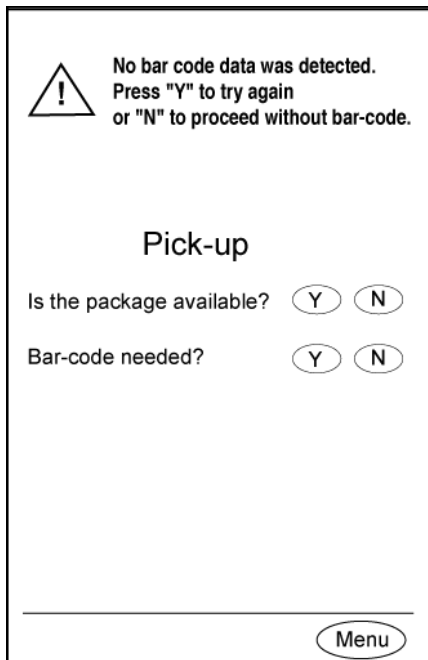 !
No bar code data was detected.
Press "Y" to try again
or "N" to proceed without bar-code.
Pick-up
Is the package available? Y N
Bar-code needed? Y N
Menu